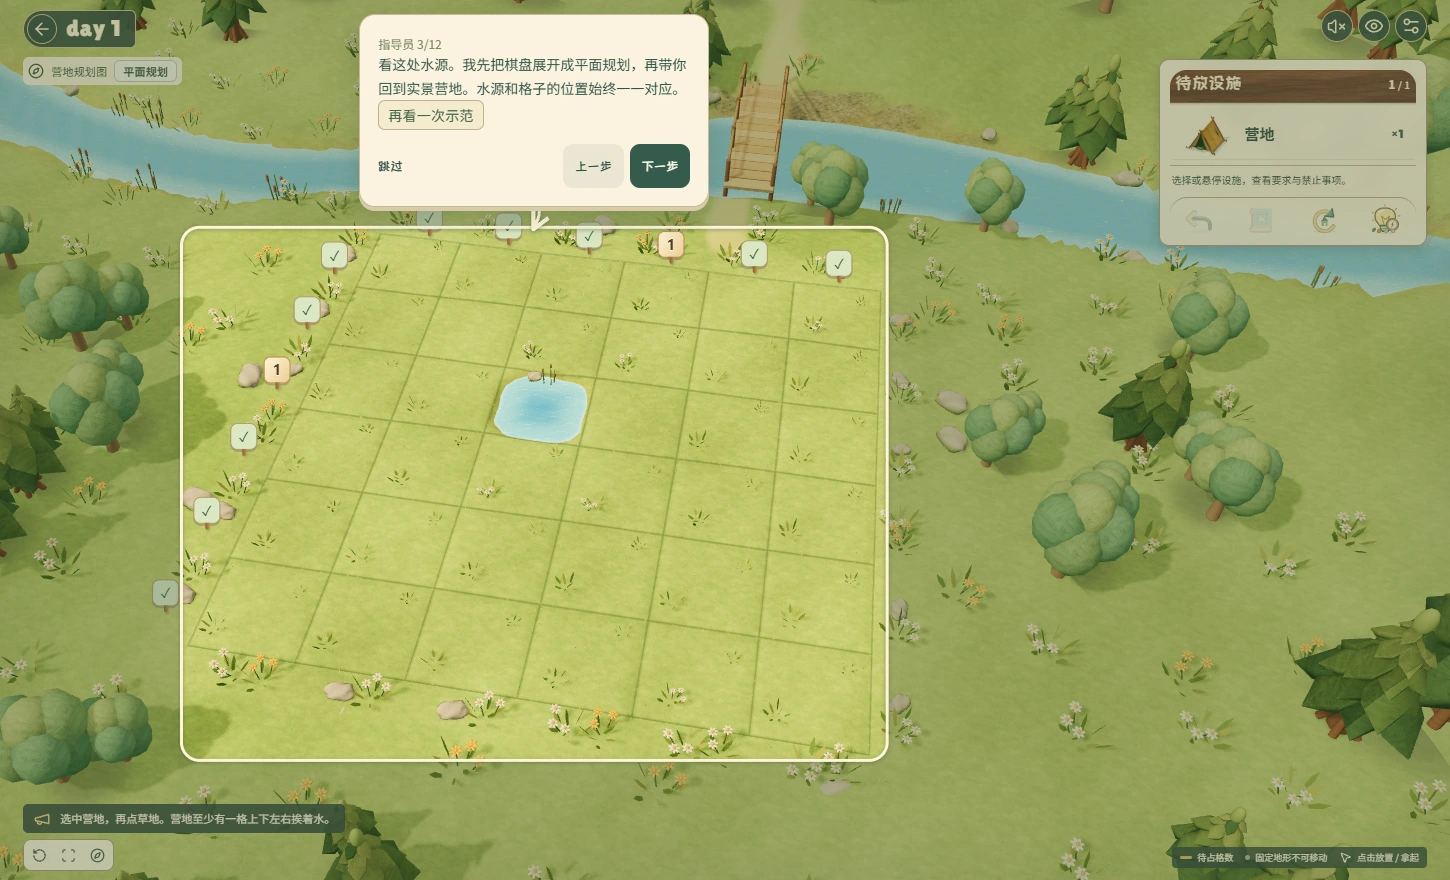 day 1
营地规划图 平面规划
指导员 3/12
看这处水源。我先把棋盘展开成平面规划，再带你
回到实景营地。水源和格子的位置始终一一对应。
再看一次示范
跳过 上一步 下一步
待放设施 1/1
营地 ×1
选择或悬停设施，查看要求与禁止事项。
✓ ✓ ✓ 1 ✓ ✓
✓
✓
1
✓
✓
✓
选中营地，再点草地。营地至少有一格上下左右挨着水。
待占格数 固定地形不可移动 点击放置 / 拿起